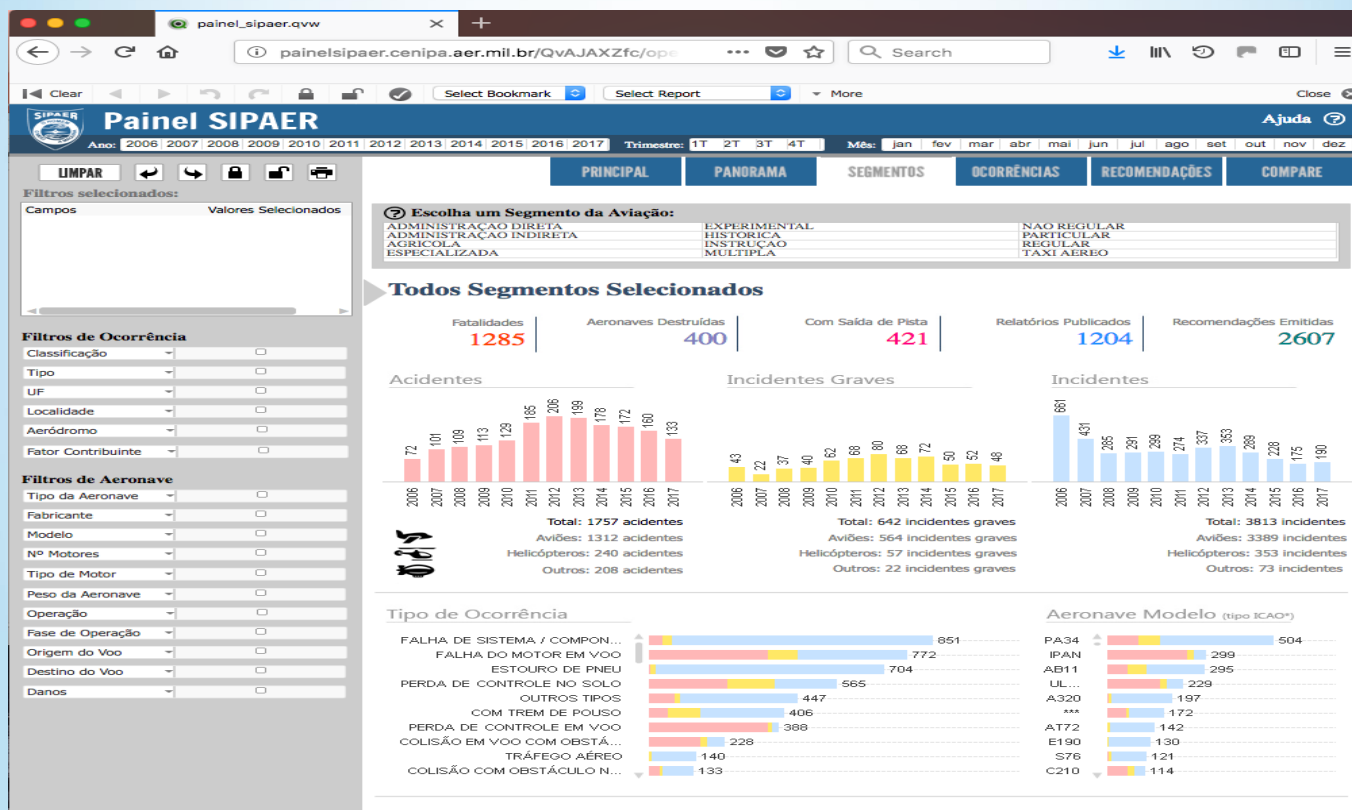 painel_sipaer.qvw
painelsipaer.cenipa.aer.mil.br/QvAJAXZfc/ope
Search
Clear Select Bookmark Select Report More Close
SIPAER Painel SIPAER Ajuda
Ano: 2006 2007 2008 2009 2010 2011 2012 2013 2014 2015 2016 2017 Trimestre: 1T 2T 3T 4T Mês: jan fev mar abr mai jun jul ago set out nov dez
LIMPAR
PRINCIPAL PANORAMA SEGMENTOS OCORRÊNCIAS RECOMENDAÇÕES COMPARE
Filtros selecionados:
Campos Valores Selecionados
Filtros de Ocorrência
Classificação
Tipo
UF
Localidade
Aeródromo
Fator Contribuinte
Filtros de Aeronave
Tipo da Aeronave
Fabricante
Modelo
Nº Motores
Tipo de Motor
Peso da Aeronave
Operação
Fase de Operação
Origem do Voo
Destino do Voo
Danos
Escolha um Segmento da Aviação:
ADMINISTRAÇÃO DIRETA EXPERIMENTAL NÃO REGULAR
ADMINISTRAÇÃO INDIRETA HISTÓRICA PARTICULAR
AGRÍCOLA INSTRUÇÃO REGULAR
ESPECIALIZADA MÚLTIPLA TÁXI AÉREO
Todos Segmentos Selecionados
Fatalidades Aeronaves Destruídas Com Saída de Pista Relatórios Publicados Recomendações Emitidas
1285 400 421 1204 2607
Acidentes
72 101 109 113 129 185 206 199 178 172 160 133
2006 2007 2008 2009 2010 2011 2012 2013 2014 2015 2016 2017
Total: 1757 acidentes
Aviões: 1312 acidentes
Helicópteros: 240 acidentes
Outros: 208 acidentes
Incidentes Graves
43 22 37 40 62 68 80 68 72 50 52 48
2006 2007 2008 2009 2010 2011 2012 2013 2014 2015 2016 2017
Total: 642 incidentes graves
Aviões: 564 incidentes graves
Helicópteros: 57 incidentes graves
Outros: 22 incidentes graves
Incidentes
661 431 285 291 299 274 337 353 289 228 175 190
2006 2007 2008 2009 2010 2011 2012 2013 2014 2015 2016 2017
Total: 3813 incidentes
Aviões: 3389 incidentes
Helicópteros: 353 incidentes
Outros: 73 incidentes
Tipo de Ocorrência
FALHA DE SISTEMA / COMPON... 851
FALHA DO MOTOR EM VOO 772
ESTOURO DE PNEU 704
PERDA DE CONTROLE NO SOLO 565
OUTROS TIPOS 447
COM TREM DE POUSO 406
PERDA DE CONTROLE EM VOO 388
COLISÃO EM VOO COM OBSTÁ... 228
TRÁFEGO AÉREO 140
COLISÃO COM OBSTÁCULO N... 133
Aeronave Modelo (tipo ICAO*)
PA34 504
IPAN 299
AB11 295
UL... 229
A320 197
*** 172
AT72 142
E190 130
S76 121
C210 114